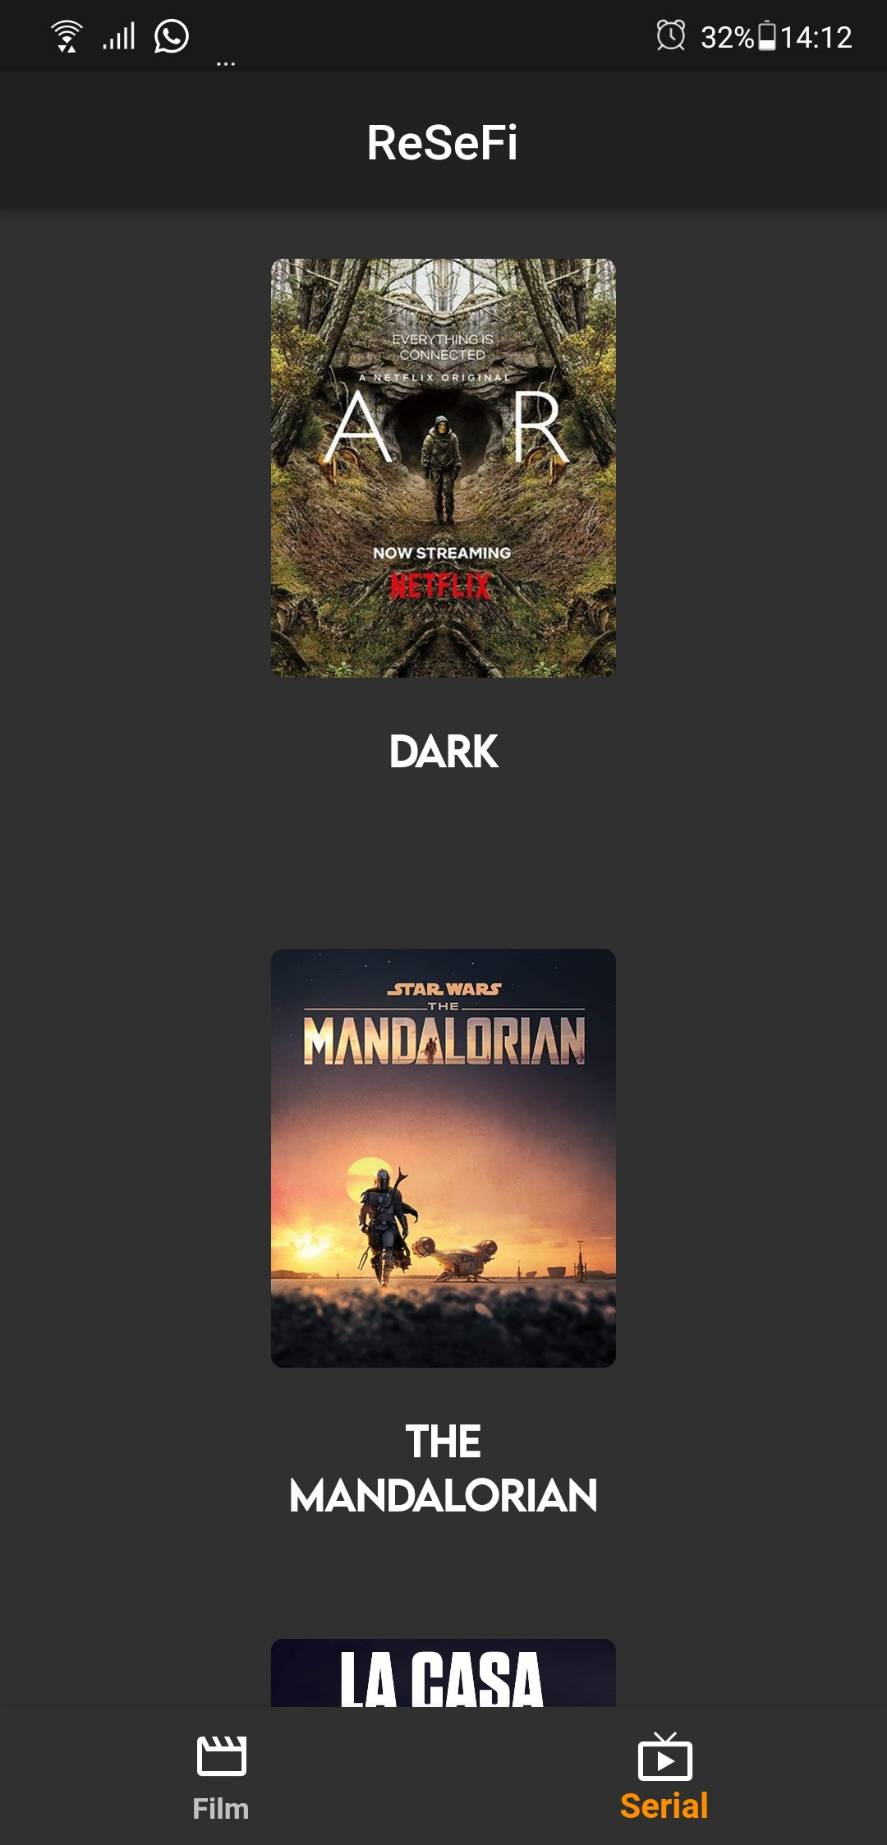 ...
32% 14:12
ReSeFi
EVERYTHING IS
CONNECTED
A NETFLIX ORIGINAL
A R
NOW STREAMING
NETFLIX
DARK
STAR WARS
THE
MANDALORIAN
THE
MANDALORIAN
LA CASA
Film
Serial